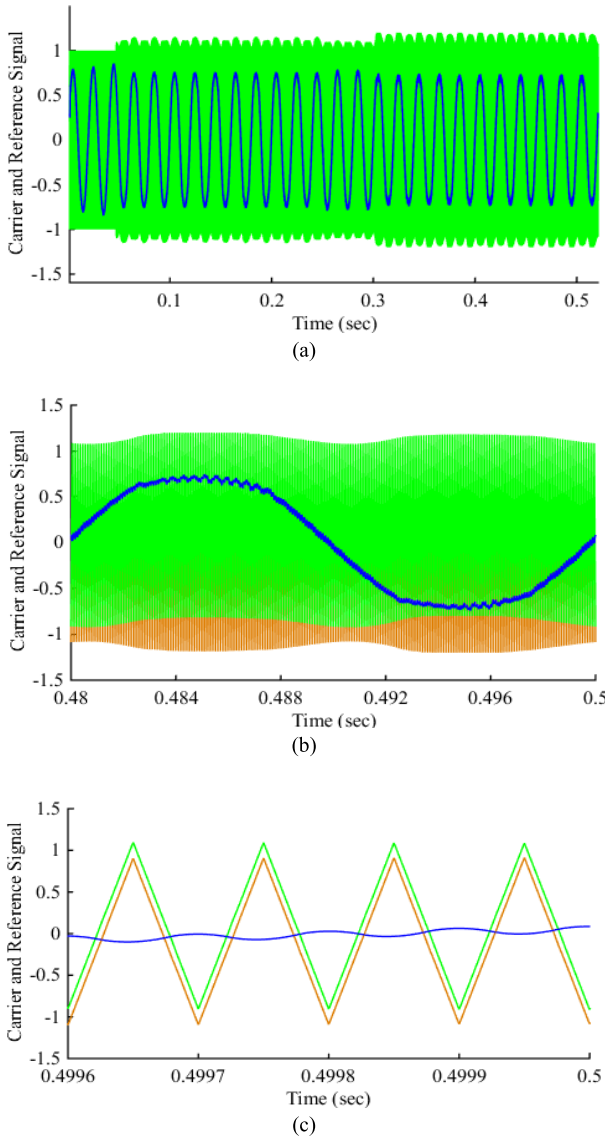 Carrier and Reference Signal
1
0.5
0
-0.5
-1
-1.5
0.1 0.2 0.3 0.4 0.5
Time (sec)
(a)
Carrier and Reference Signal
1.5
1
0.5
0
-0.5
-1
-1.5
0.48 0.484 0.488 0.492 0.496 0.5
Time (sec)
(b)
Carrier and Reference Signal
1.5
1
0.5
0
-0.5
-1
-1.5
0.4996 0.4997 0.4998 0.4999 0.5
Time (sec)
(c)